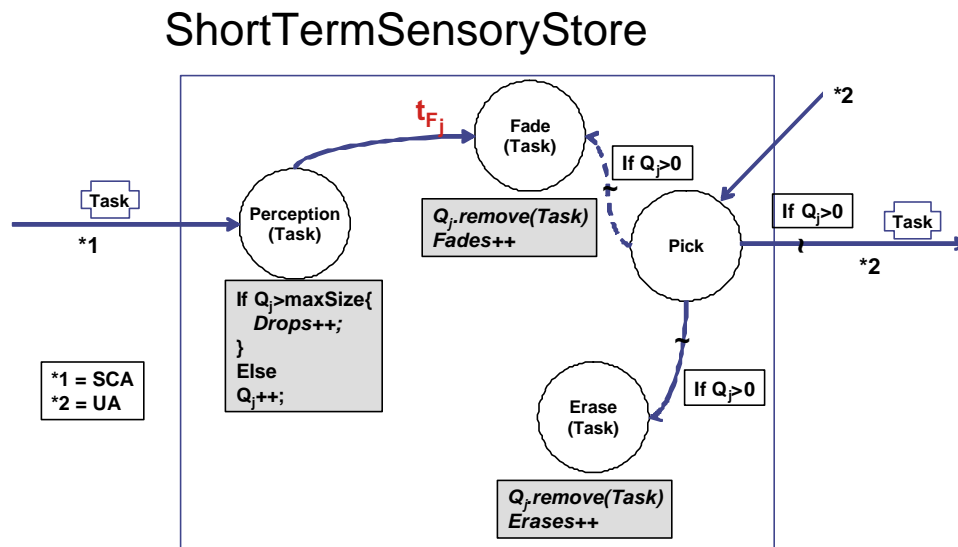 ShortTermSensoryStore
*2
tFj
Fade
(Task)
If Qj>0
Task
Perception
(Task)
*1
Qj.remove(Task)
Fades++
Pick
If Qj>0
Task
*2
If Qj>maxSize{
Drops++;
}
Else
Qj++;
*1 = SCA
*2 = UA
If Qj>0
Erase
(Task)
Qj.remove(Task)
Erases++